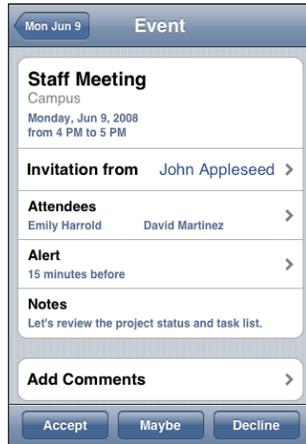 Mon Jun 9 Event
Staff Meeting
Campus
Monday, Jun 9, 2008
from 4 PM to 5 PM
Invitation from John Appleseed
Attendees
Emily Harrold David Martinez
Alert
15 minutes before
Notes
Let's review the project status and task list.
Add Comments
Accept Maybe Decline